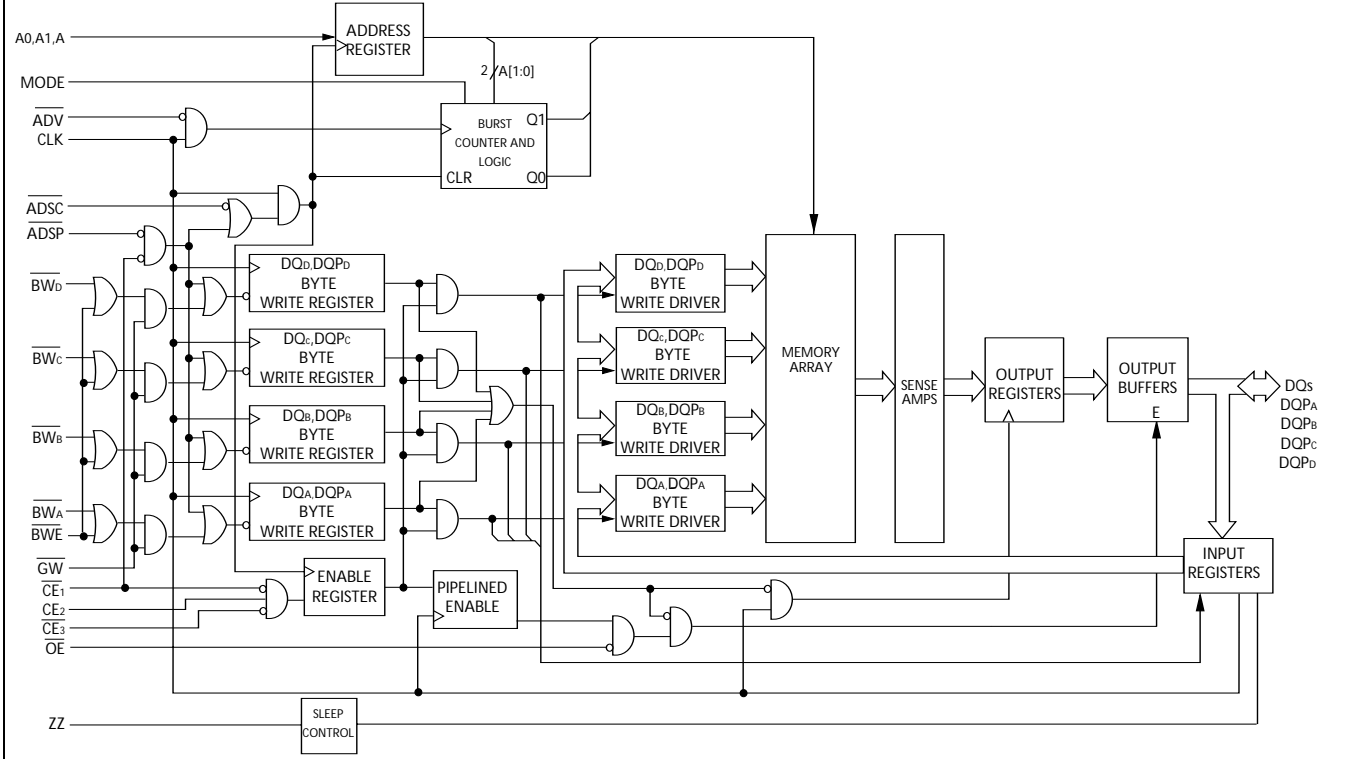 A0,A1,A
ADDRESS
REGISTER
MODE
2
A[1:0]
ADV
CLK
BURST
COUNTER AND
LOGIC
Q1
CLR
Q0
ADSC
ADSP
BWD
DQD,DQPD
BYTE
WRITE REGISTER
DQD,DQPD
BYTE
WRITE DRIVER
BWC
DQc,DQPC
BYTE
WRITE REGISTER
DQc,DQPC
BYTE
WRITE DRIVER
MEMORY
ARRAY
SENSE
AMPS
OUTPUT
REGISTERS
OUTPUT
BUFFERS
E
DQs
DQPA
DQPB
DQPC
DQPD
BWB
DQB,DQPB
BYTE
WRITE REGISTER
DQB,DQPB
BYTE
WRITE DRIVER
BWA
BWE
DQA,DQPA
BYTE
WRITE REGISTER
DQA,DQPA
BYTE
WRITE DRIVER
GW
CE1
CE2
CE3
OE
ENABLE
REGISTER
PIPELINED
ENABLE
INPUT
REGISTERS
ZZ
SLEEP
CONTROL